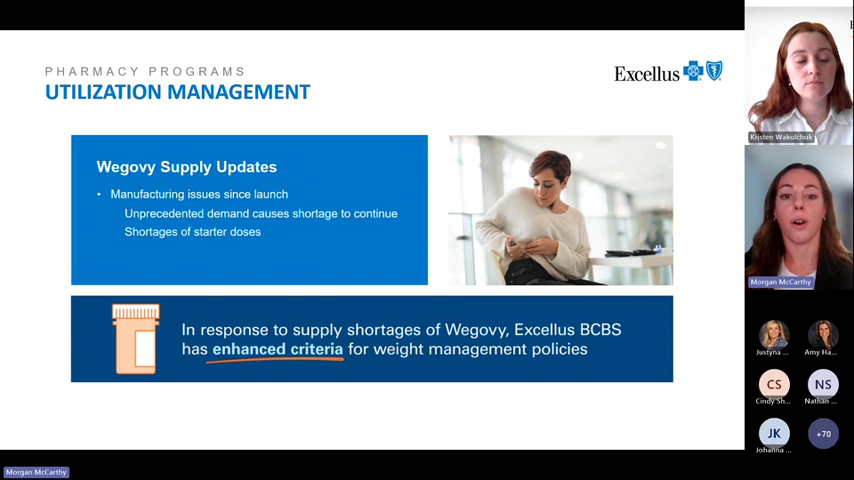 PHARMACY PROGRAMS
UTILIZATION MANAGEMENT
Excellus
Wegovy Supply Updates
• Manufacturing issues since launch
Unprecedented demand causes shortage to continue
Shortages of starter doses
In response to supply shortages of Wegovy, Excellus BCBS
has enhanced criteria for weight management policies
Kristen Wakulchuk
Morgan McCarthy
Justyna ...
Amy Ha...
CS
NS
Cindy Sh...
Nathan ...
JK
+70
Johanna ...
Morgan McCarthy